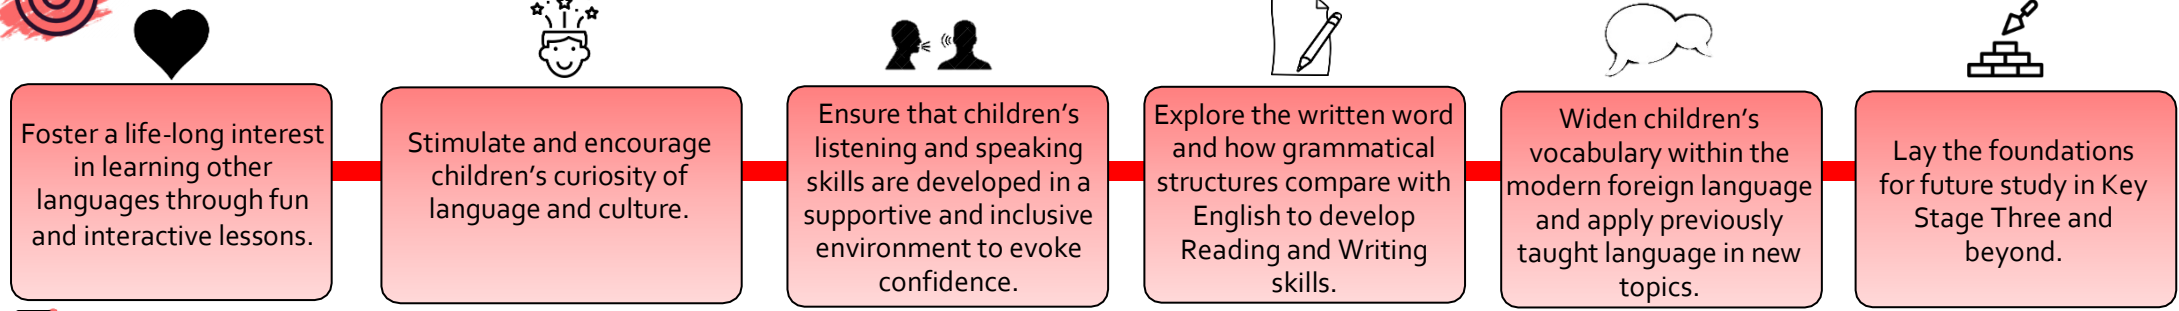 Foster a life-long interest
in learning other
languages through fun
and interactive lessons.
Stimulate and encourage
children's curiosity of
language and culture.
Ensure that children's
listening and speaking
skills are developed in a
supportive and inclusive
environment to evoke
confidence.
Explore the written word
and how grammatical
structures compare with
English to develop
Reading and Writing
skills.
Widen children's
vocabulary within the
modern foreign language
and apply previously
taught language in new
topics.
Lay the foundations
for future study in Key
Stage Three and
beyond.